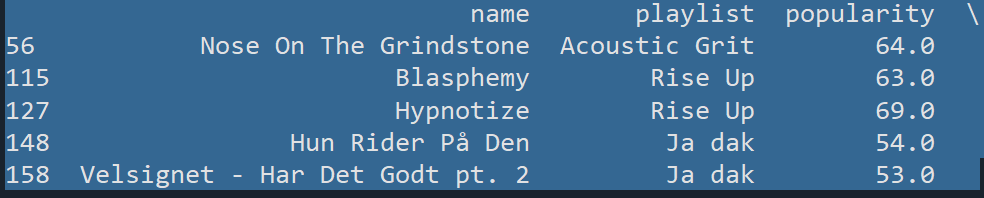 name playlist popularity \
56 Nose On The Grindstone Acoustic Grit 64.0
115 Blasphemy Rise Up 63.0
127 Hypnotize Rise Up 69.0
148 Hun Rider På Den Ja dak 54.0
158 Velsignet - Har Det Godt pt. 2 Ja dak 53.0